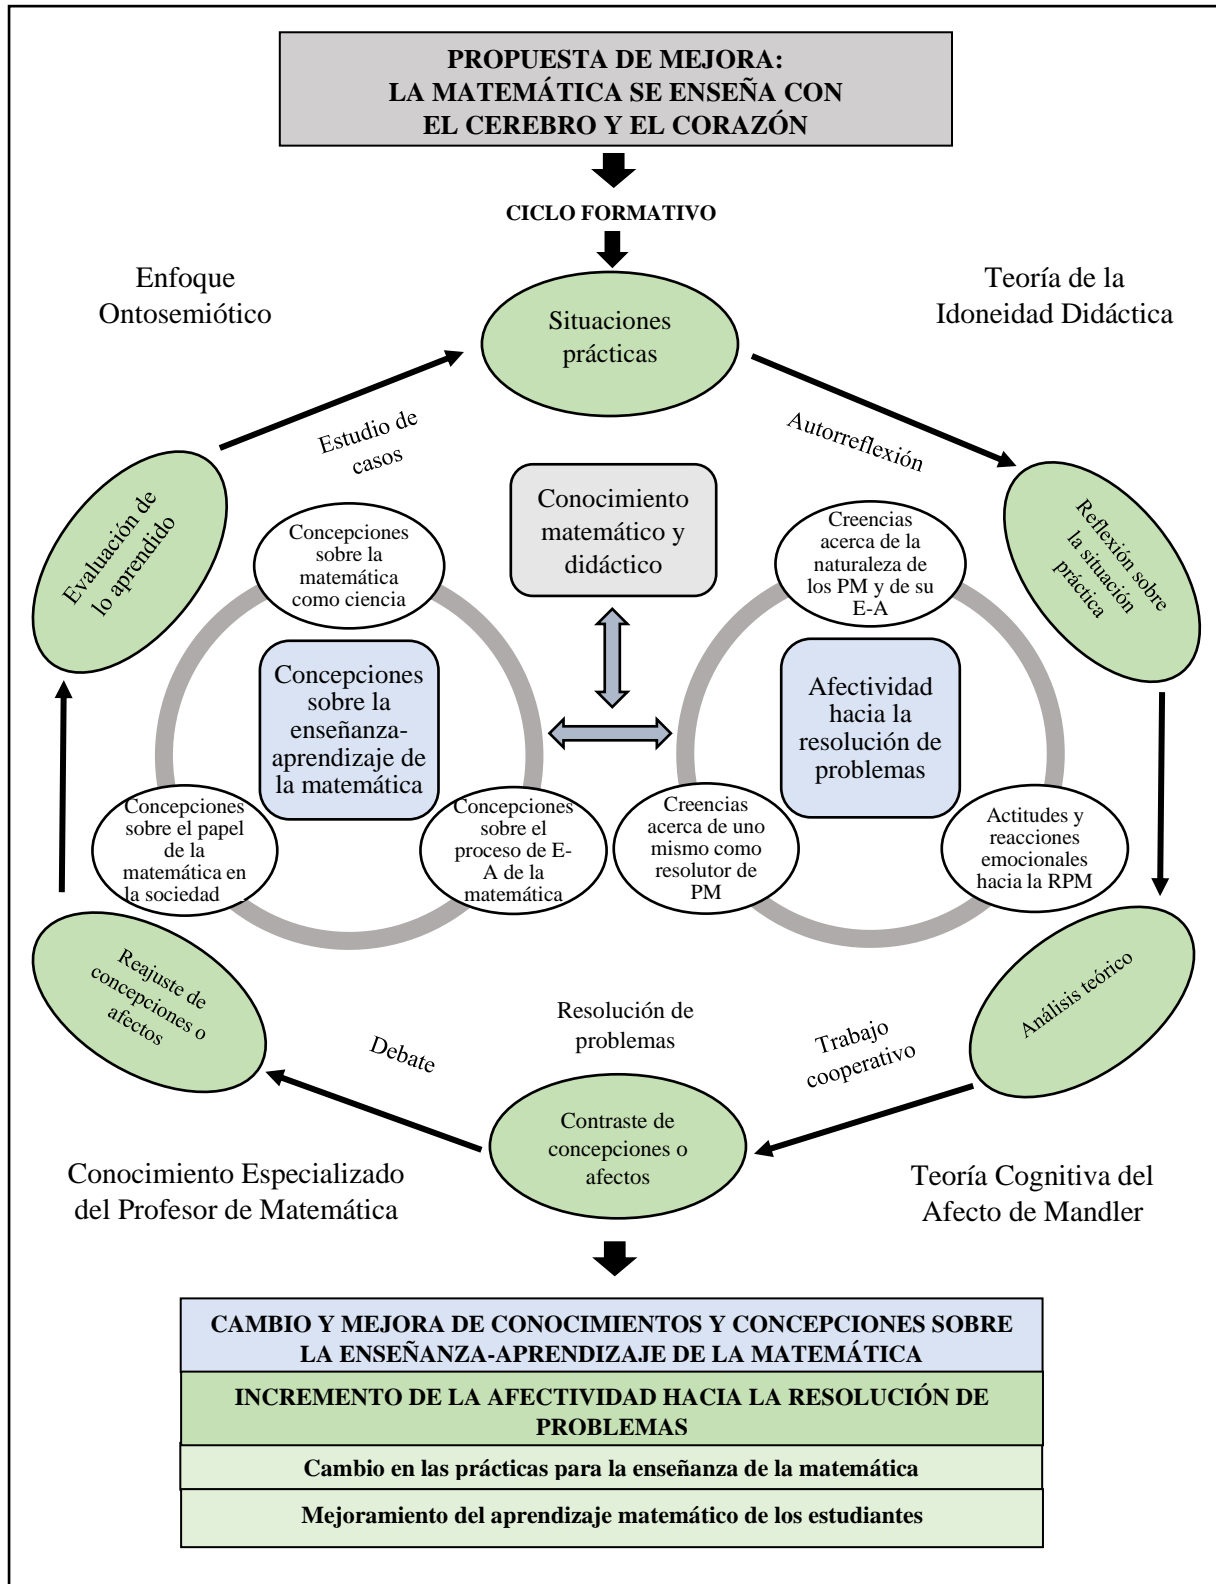 PROPUESTA DE MEJORA:
LA MATEMÁTICA SE ENSEÑA CON
EL CEREBRO Y EL CORAZÓN
CICLO FORMATIVO
Enfoque
Ontosemiótico
Teoría de la
Idoneidad Didáctica
Situaciones
prácticas
Estudio de
casos
Autorreflexión
Evaluación de
lo aprendido
Reflexión sobre
la situación
práctica
Conocimiento
matemático y
didáctico
Concepciones
sobre la
matemática
como ciencia
Creencias
acerca de la
naturaleza de
los PM y de su
E-A
Concepciones
sobre la
enseñanza-
aprendizaje de
la matemática
Afectividad
hacia la
resolución de
problemas
Concepciones
sobre el papel
de la
matemática en
la sociedad
Concepciones
sobre el
proceso de E-
A de la
matemática
Creencias
acerca de uno
mismo como
resolutor de
PM
Actitudes y
reacciones
emocionales
hacia la RPM
Reajuste de
concepciones o
afectos
Análisis teórico
Debate
Resolución de
problemas
Trabajo
cooperativo
Contraste de
concepciones o
afectos
Conocimiento Especializado
del Profesor de Matemática
Teoría Cognitiva del
Afecto de Mandler
CAMBIO Y MEJORA DE CONOCIMIENTOS Y CONCEPCIONES SOBRE
LA ENSEÑANZA-APRENDIZAJE DE LA MATEMÁTICA
INCREMENTO DE LA AFECTIVIDAD HACIA LA RESOLUCIÓN DE
PROBLEMAS
Cambio en las prácticas para la enseñanza de la matemática
Mejoramiento del aprendizaje matemático de los estudiantes